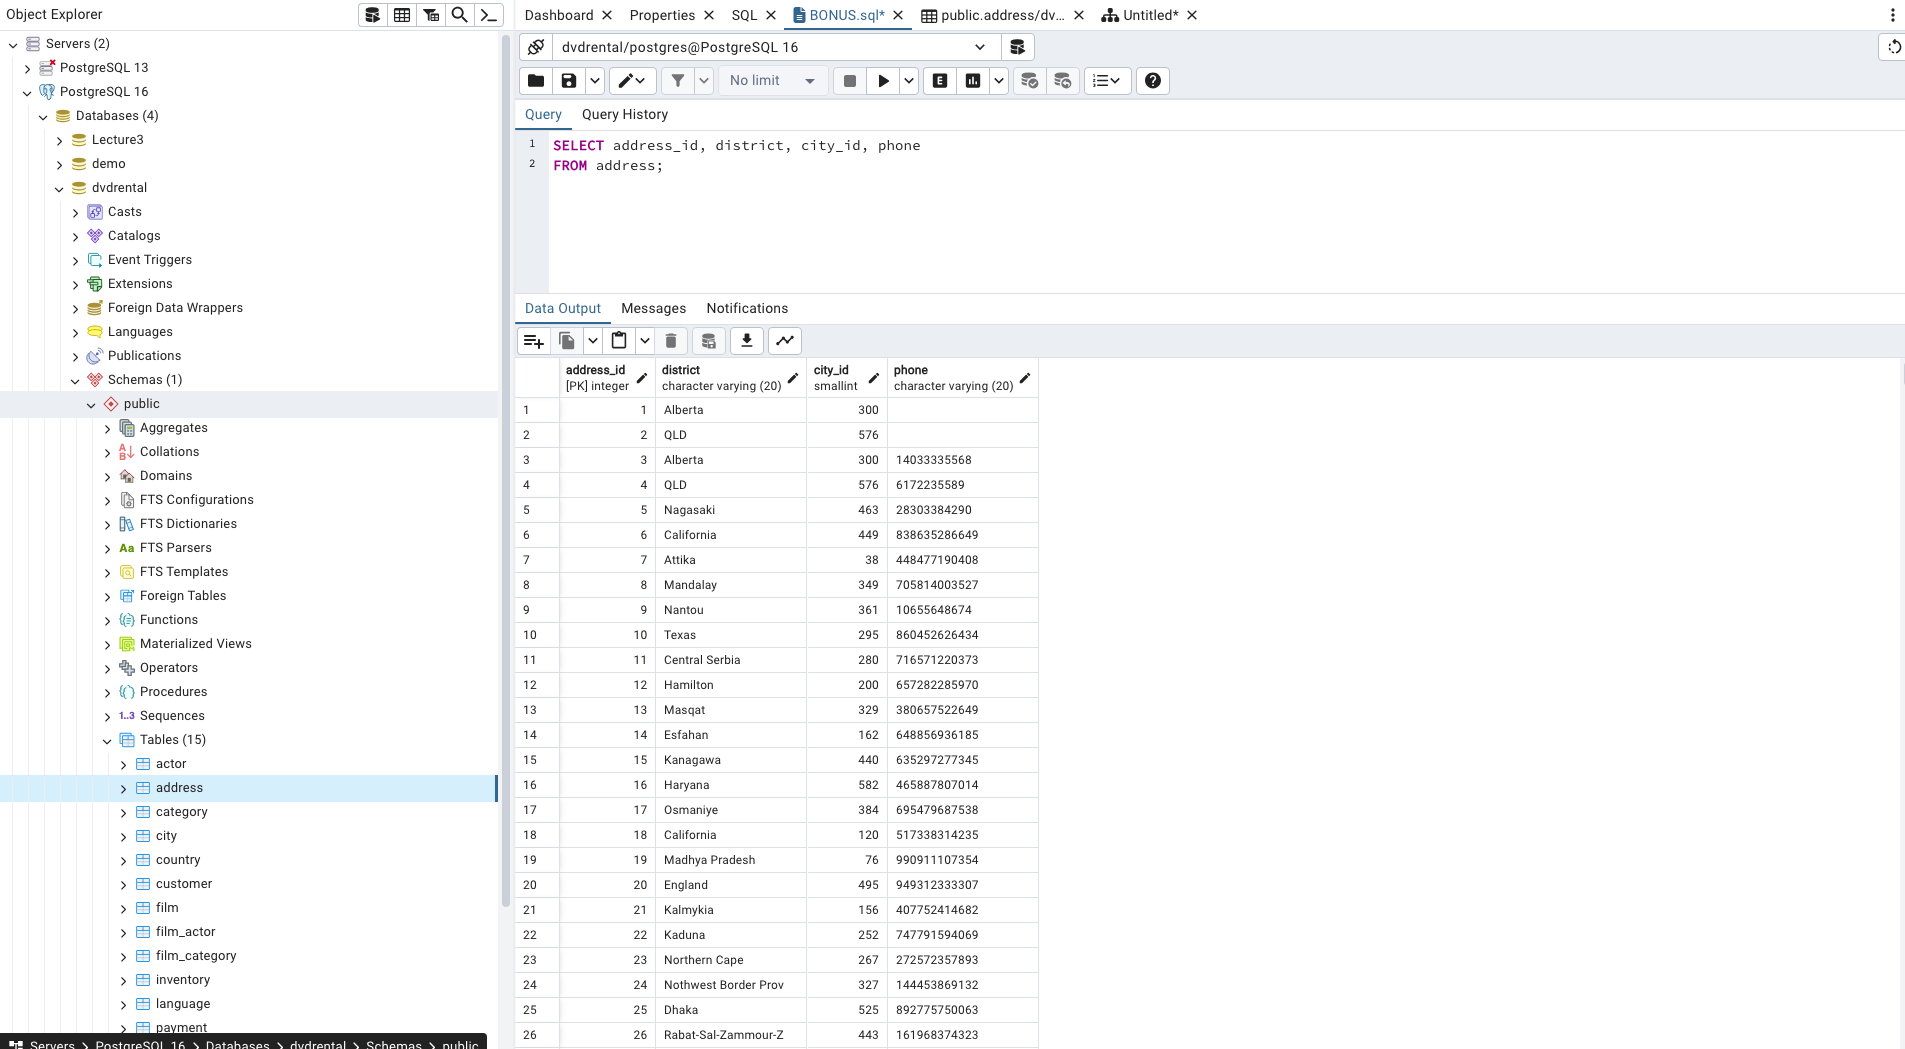 Object Explorer
Servers (2)
PostgreSQL 13
PostgreSQL 16
Databases (4)
Lecture3
demo
dvdrental
Casts
Catalogs
Event Triggers
Extensions
Foreign Data Wrappers
Languages
Publications
Schemas (1)
public
Aggregates
Collations
Domains
FTS Configurations
FTS Dictionaries
Aa FTS Parsers
FTS Templates
Foreign Tables
Functions
Materialized Views
Operators
Procedures
1..3 Sequences
Tables (15)
actor
address
category
city
country
customer
film
film_actor
film_category
inventory
language
payment
Servers > PostgreSQL 16 > Databases > dvdrental > Schemas > public
Dashboard Properties SQL BONUS.sql* public.address/dv... Untitled*
dvdrental/postgres@PostgreSQL 16
No limit E
Query Query History
1 SELECT address_id, district, city_id, phone
2 FROM address;
Data Output Messages Notifications
address_id district city_id phone
[PK] integer character varying (20) smallint character varying (20)
1 1 Alberta 300
2 2 QLD 576
3 3 Alberta 300 14033335568
4 4 QLD 576 6172235589
5 5 Nagasaki 463 28303384290
6 6 California 449 838635286649
7 7 Attika 38 448477190408
8 8 Mandalay 349 705814003527
9 9 Nantou 361 10655648674
10 10 Texas 295 860452626434
11 11 Central Serbia 280 716571220373
12 12 Hamilton 200 657282285970
13 13 Masqat 329 380657522649
14 14 Esfahan 162 648856936185
15 15 Kanagawa 440 635297277345
16 16 Haryana 582 465887807014
17 17 Osmaniye 384 695479687538
18 18 California 120 517338314235
19 19 Madhya Pradesh 76 990911107354
20 20 England 495 949312333307
21 21 Kalmykia 156 407752414682
22 22 Kaduna 252 747791594069
23 23 Northern Cape 267 272572357893
24 24 Nothwest Border Prov 327 144453869132
25 25 Dhaka 525 892775750063
26 26 Rabat-Sal-Zammour-Z 443 161968374323